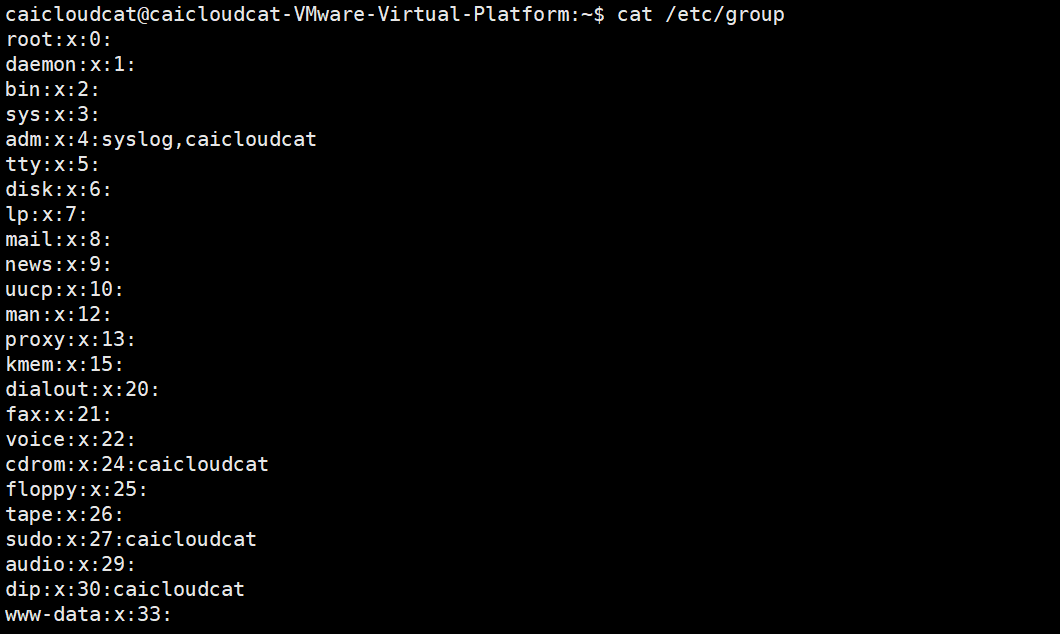 caicloudcat@caicloudcat-VMware-Virtual-Platform:~$ cat /etc/group
root:x:0:
daemon:x:1:
bin:x:2:
sys:x:3:
adm:x:4:syslog,caicloudcat
tty:x:5:
disk:x:6:
lp:x:7:
mail:x:8:
news:x:9:
uucp:x:10:
man:x:12:
proxy:x:13:
kmem:x:15:
dialout:x:20:
fax:x:21:
voice:x:22:
cdrom:x:24:caicloudcat
floppy:x:25:
tape:x:26:
sudo:x:27:caicloudcat
audio:x:29:
dip:x:30:caicloudcat
www-data:x:33: